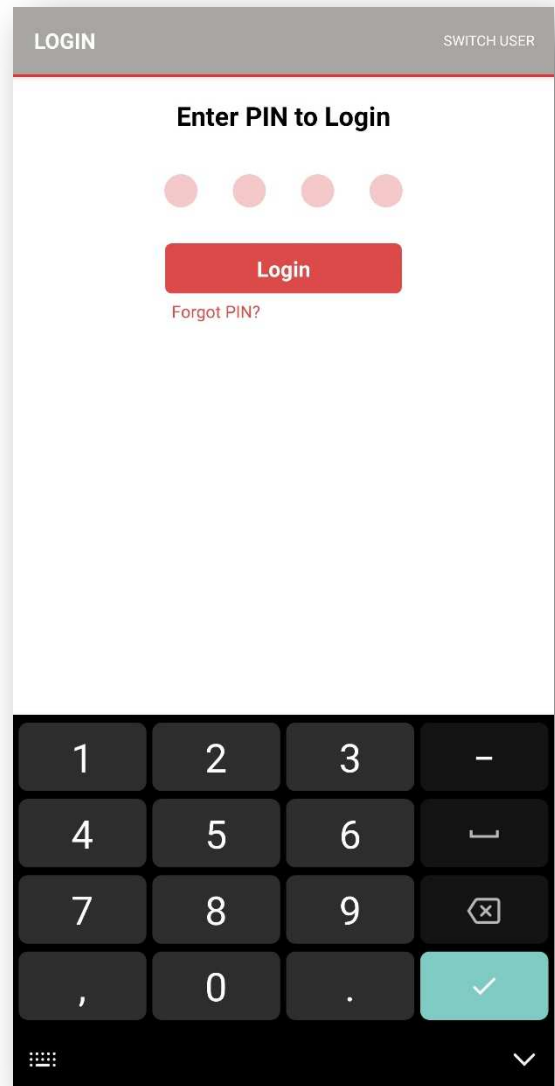 LOGIN SWITCH USER
Enter PIN to Login
Login
Forgot PIN?
1 2 3 -
4 5 6
7 8 9
, 0 .